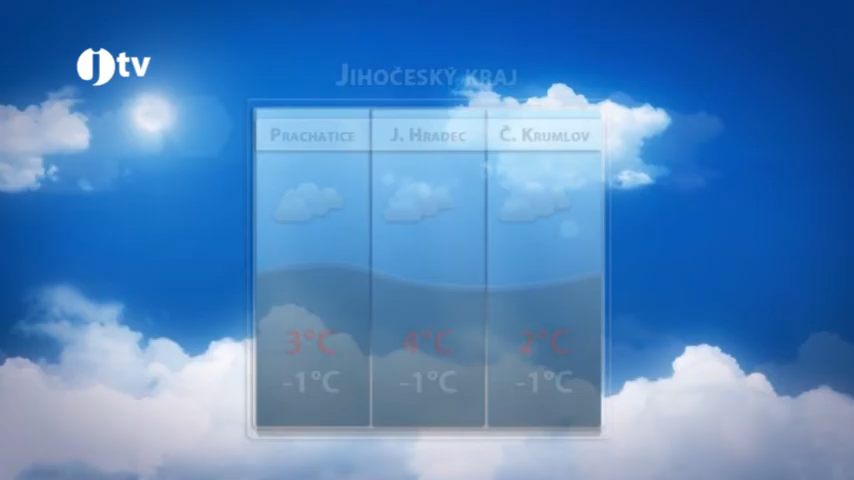 jtv
JIHOČESKÝ KRAJ
PRACHATICE J. HRADEC Č. KRUMLOV
3°C 4°C 2°C
-1°C -1°C -1°C